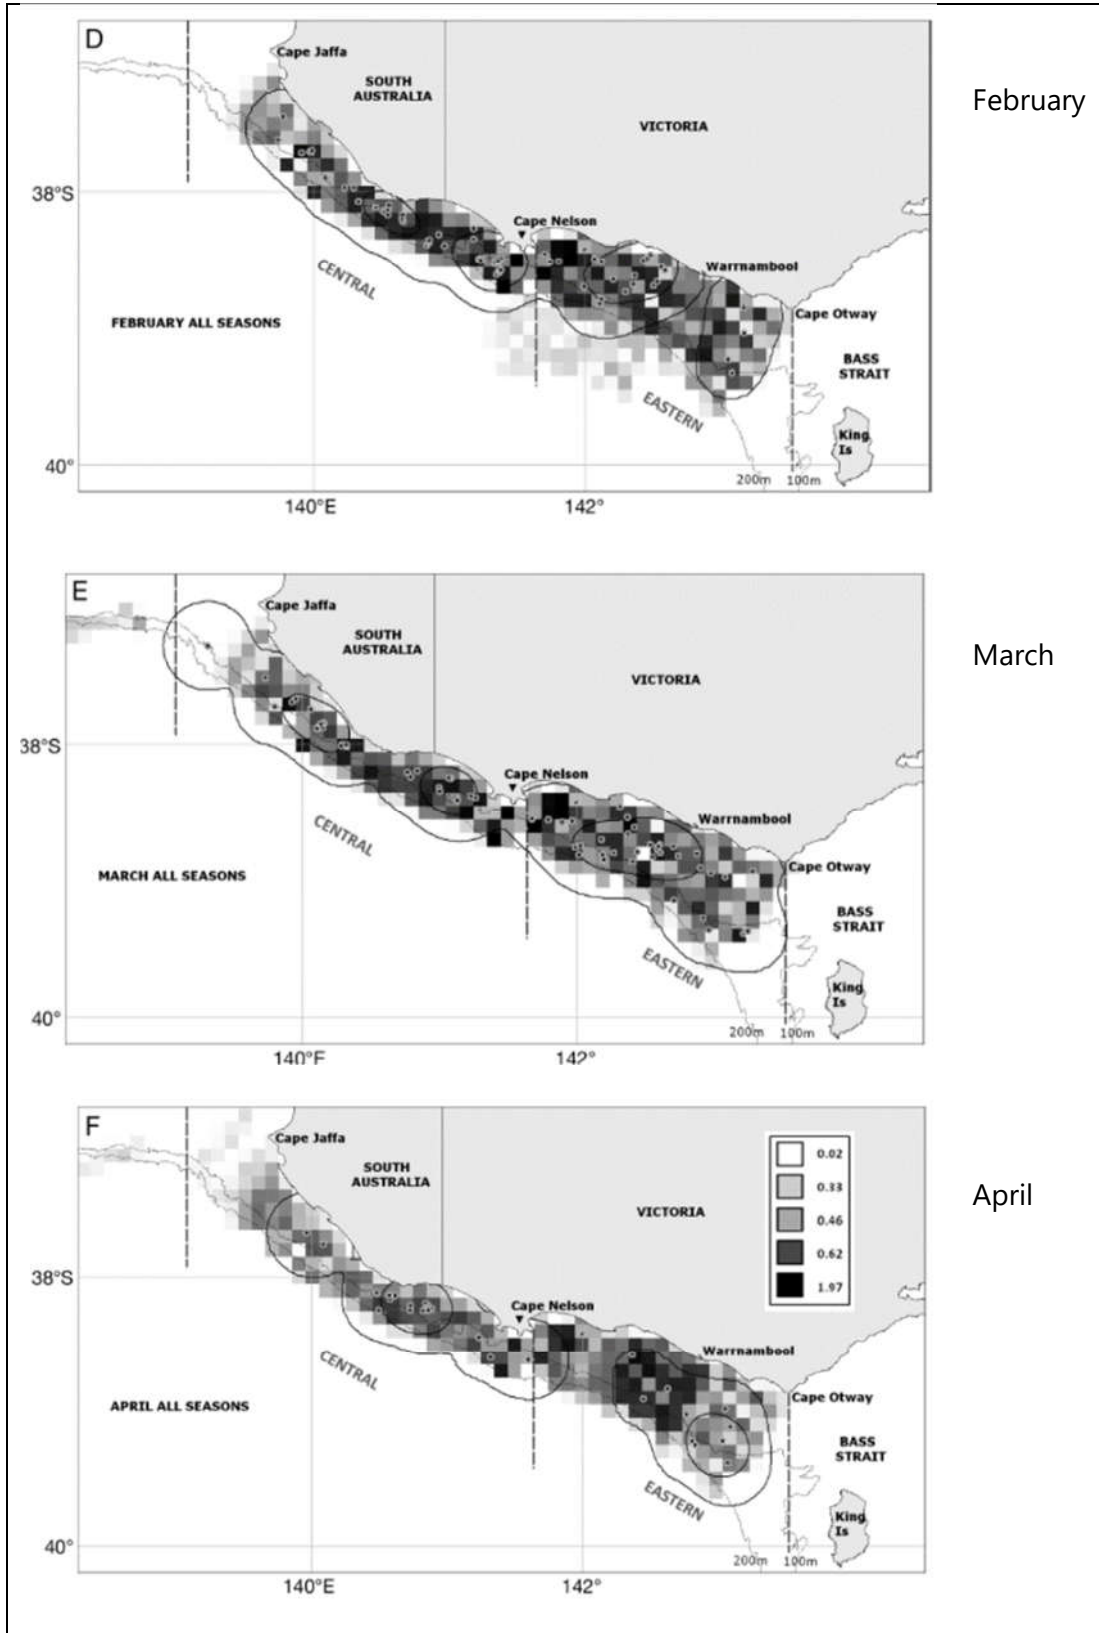 D
Cape Jaffa
SOUTH
AUSTRALIA
VICTORIA
February
38°S
Cape Nelson
Warrnambool
CENTRAL
Cape Otway
FEBRUARY ALL SEASONS
BASS
STRAIT
EASTERN
King
Is
40°
200m
100m
140°E
142°
E
Cape Jaffa
SOUTH
AUSTRALIA
March
VICTORIA
38°S
Cape Nelson
Warrnambool
CENTRAL
Cape Otway
MARCH ALL SEASONS
BASS
STRAIT
EASTERN
King
Is
40°
200m
100m
140°E
142°
F
Cape Jaffa
0.02
SOUTH
AUSTRALIA
0.33
April
VICTORIA
0.46
0.62
38°S
1.97
Cape Nelson
Warrnambool
CENTRAL
Cape Otway
APRIL ALL SEASONS
BASS
STRAIT
EASTERN
King
Is
40°
200m
100m
140°E
142°